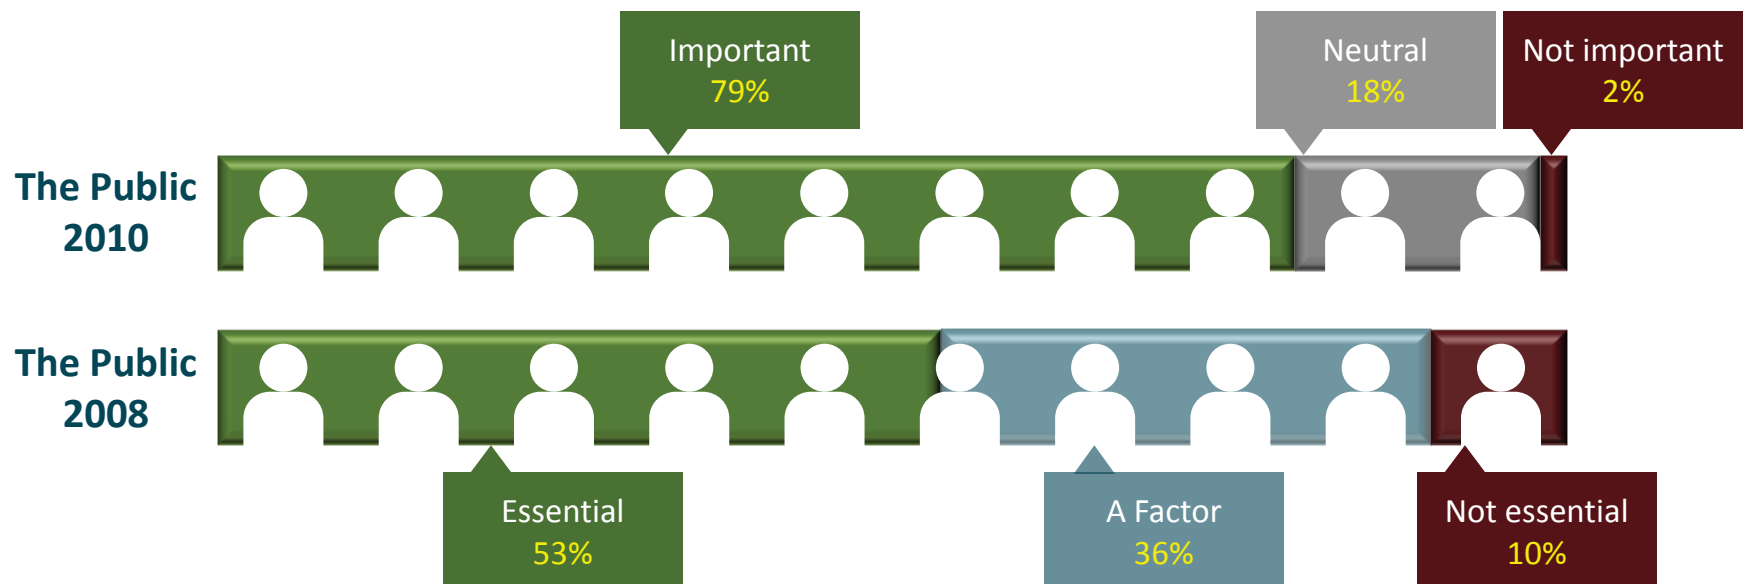 Important
79%
Neutral
18%
Not important
2%
The Public
2010
The Public
2008
Essential
53%
A Factor
36%
Not essential
10%